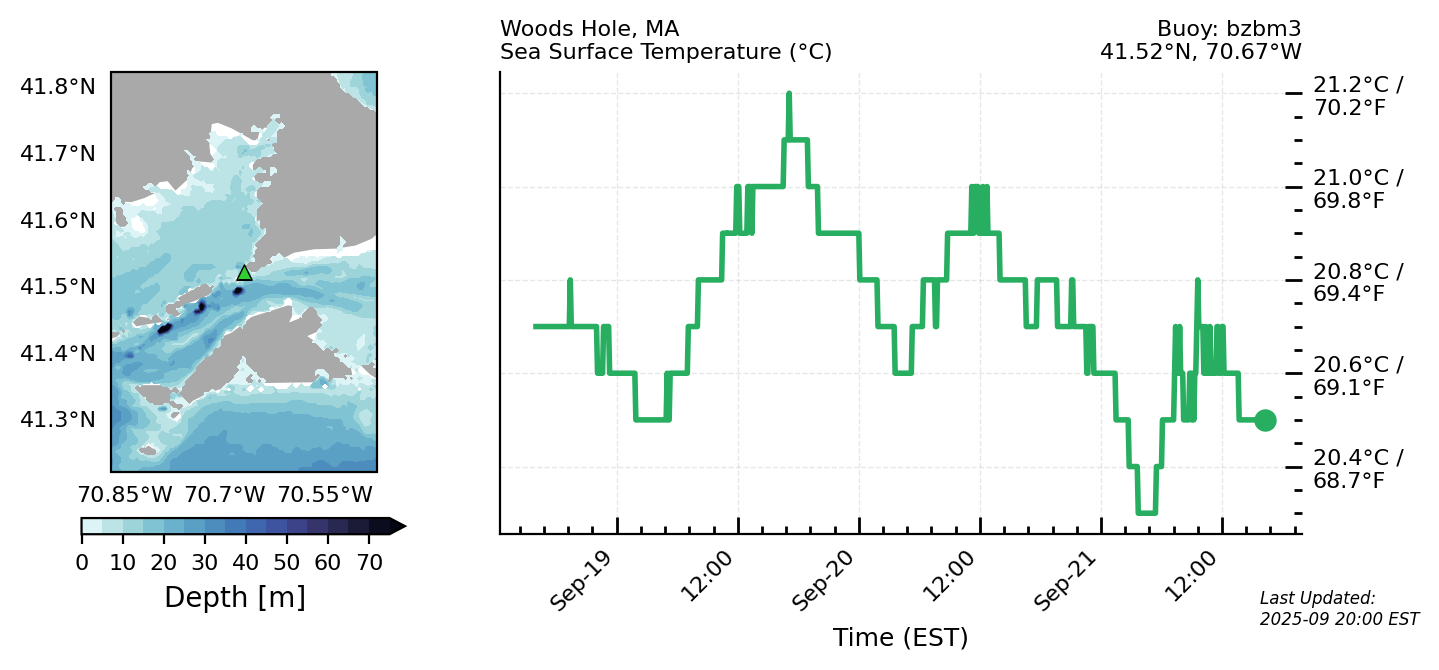 Woods Hole, MA
Sea Surface Temperature (°C)
Buoy: bzbm3
41.52°N, 70.67°W
41.8°N
41.7°N
41.6°N
41.5°N
41.4°N
41.3°N
70.85°W 70.7°W 70.55°W
0 10 20 30 40 50 60 70
Depth [m]
21.2°C /
70.2°F
21.0°C /
69.8°F
20.8°C /
69.4°F
20.6°C /
69.1°F
20.4°C /
68.7°F
Sep-19 12:00 Sep-20 12:00 Sep-21 12:00
Time (EST)
Last Updated:
2025-09 20:00 EST